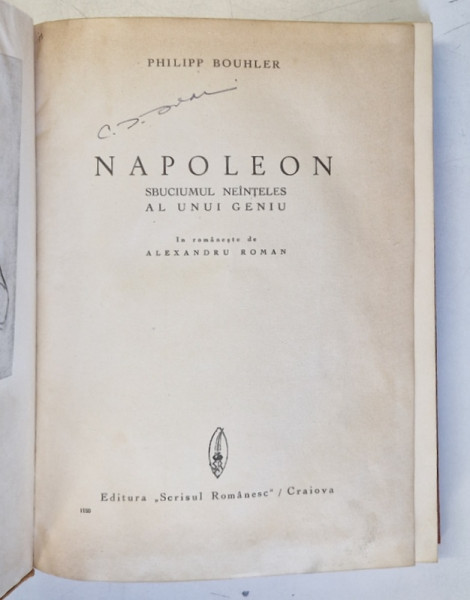 PHILIPP BOUHLER
NAPOLEON
SBUCIUMUL NEÎNȚELES
AL UNUI GENIU
In românește de
ALEXANDRU ROMAN
Editura „Scrisul Românesc" / Craiova